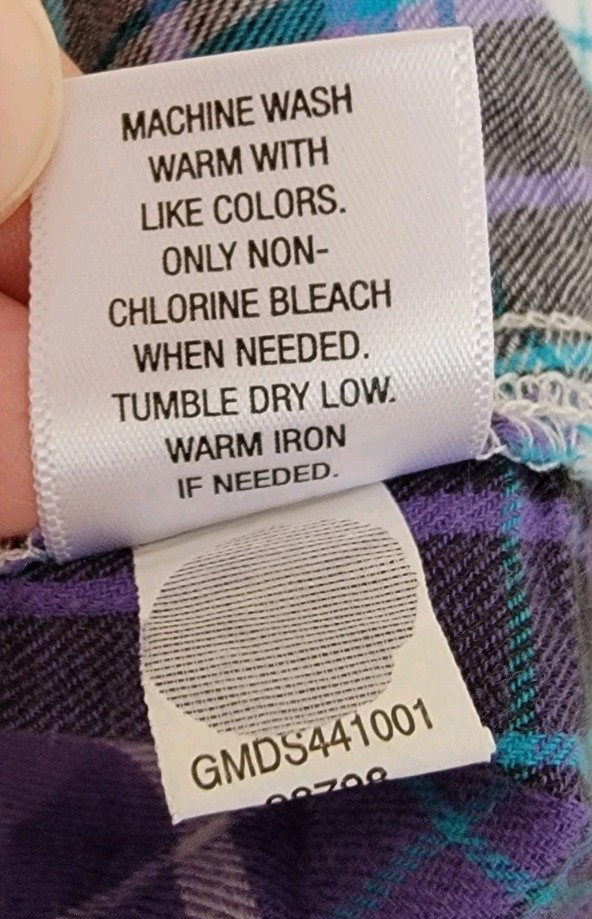 MACHINE WASH
WARM WITH
LIKE COLORS.
ONLY NON-
CHLORINE BLEACH
WHEN NEEDED.
TUMBLE DRY LOW.
WARM IRON
IF NEEDED.
GMDS441001